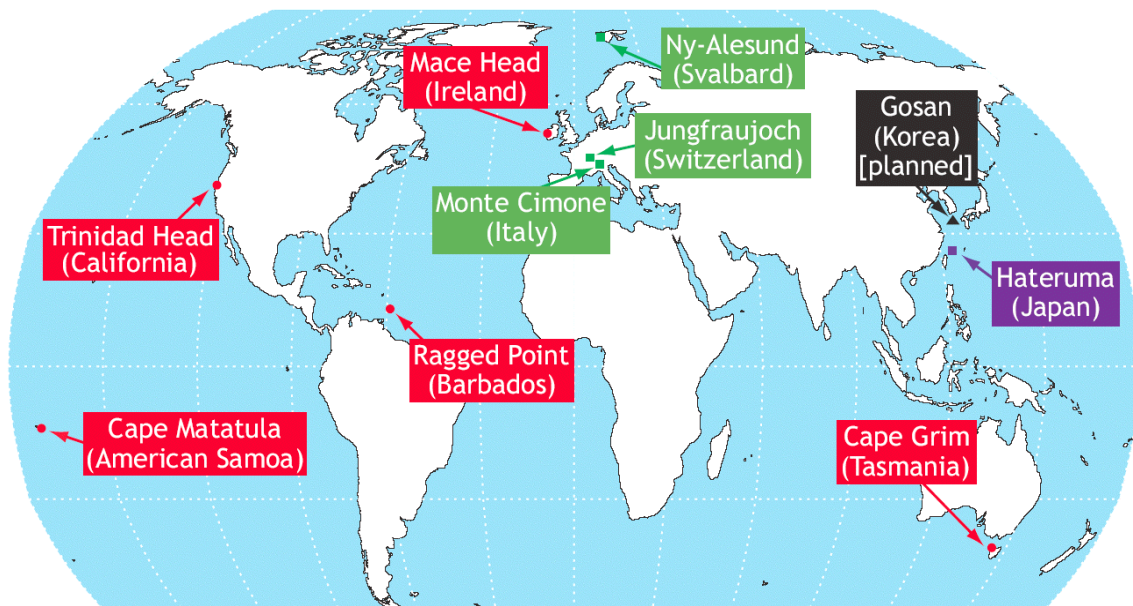 Ny-Alesund
(Svalbard)
Mace Head
(Ireland)
Gosan
(Korea)
[planned]
Jungfraujoch
(Switzerland)
Monte Cimone
(Italy)
Trinidad Head
(California)
Hateruma
(Japan)
Ragged Point
(Barbados)
Cape Matatula
(American Samoa)
Cape Grim
(Tasmania)